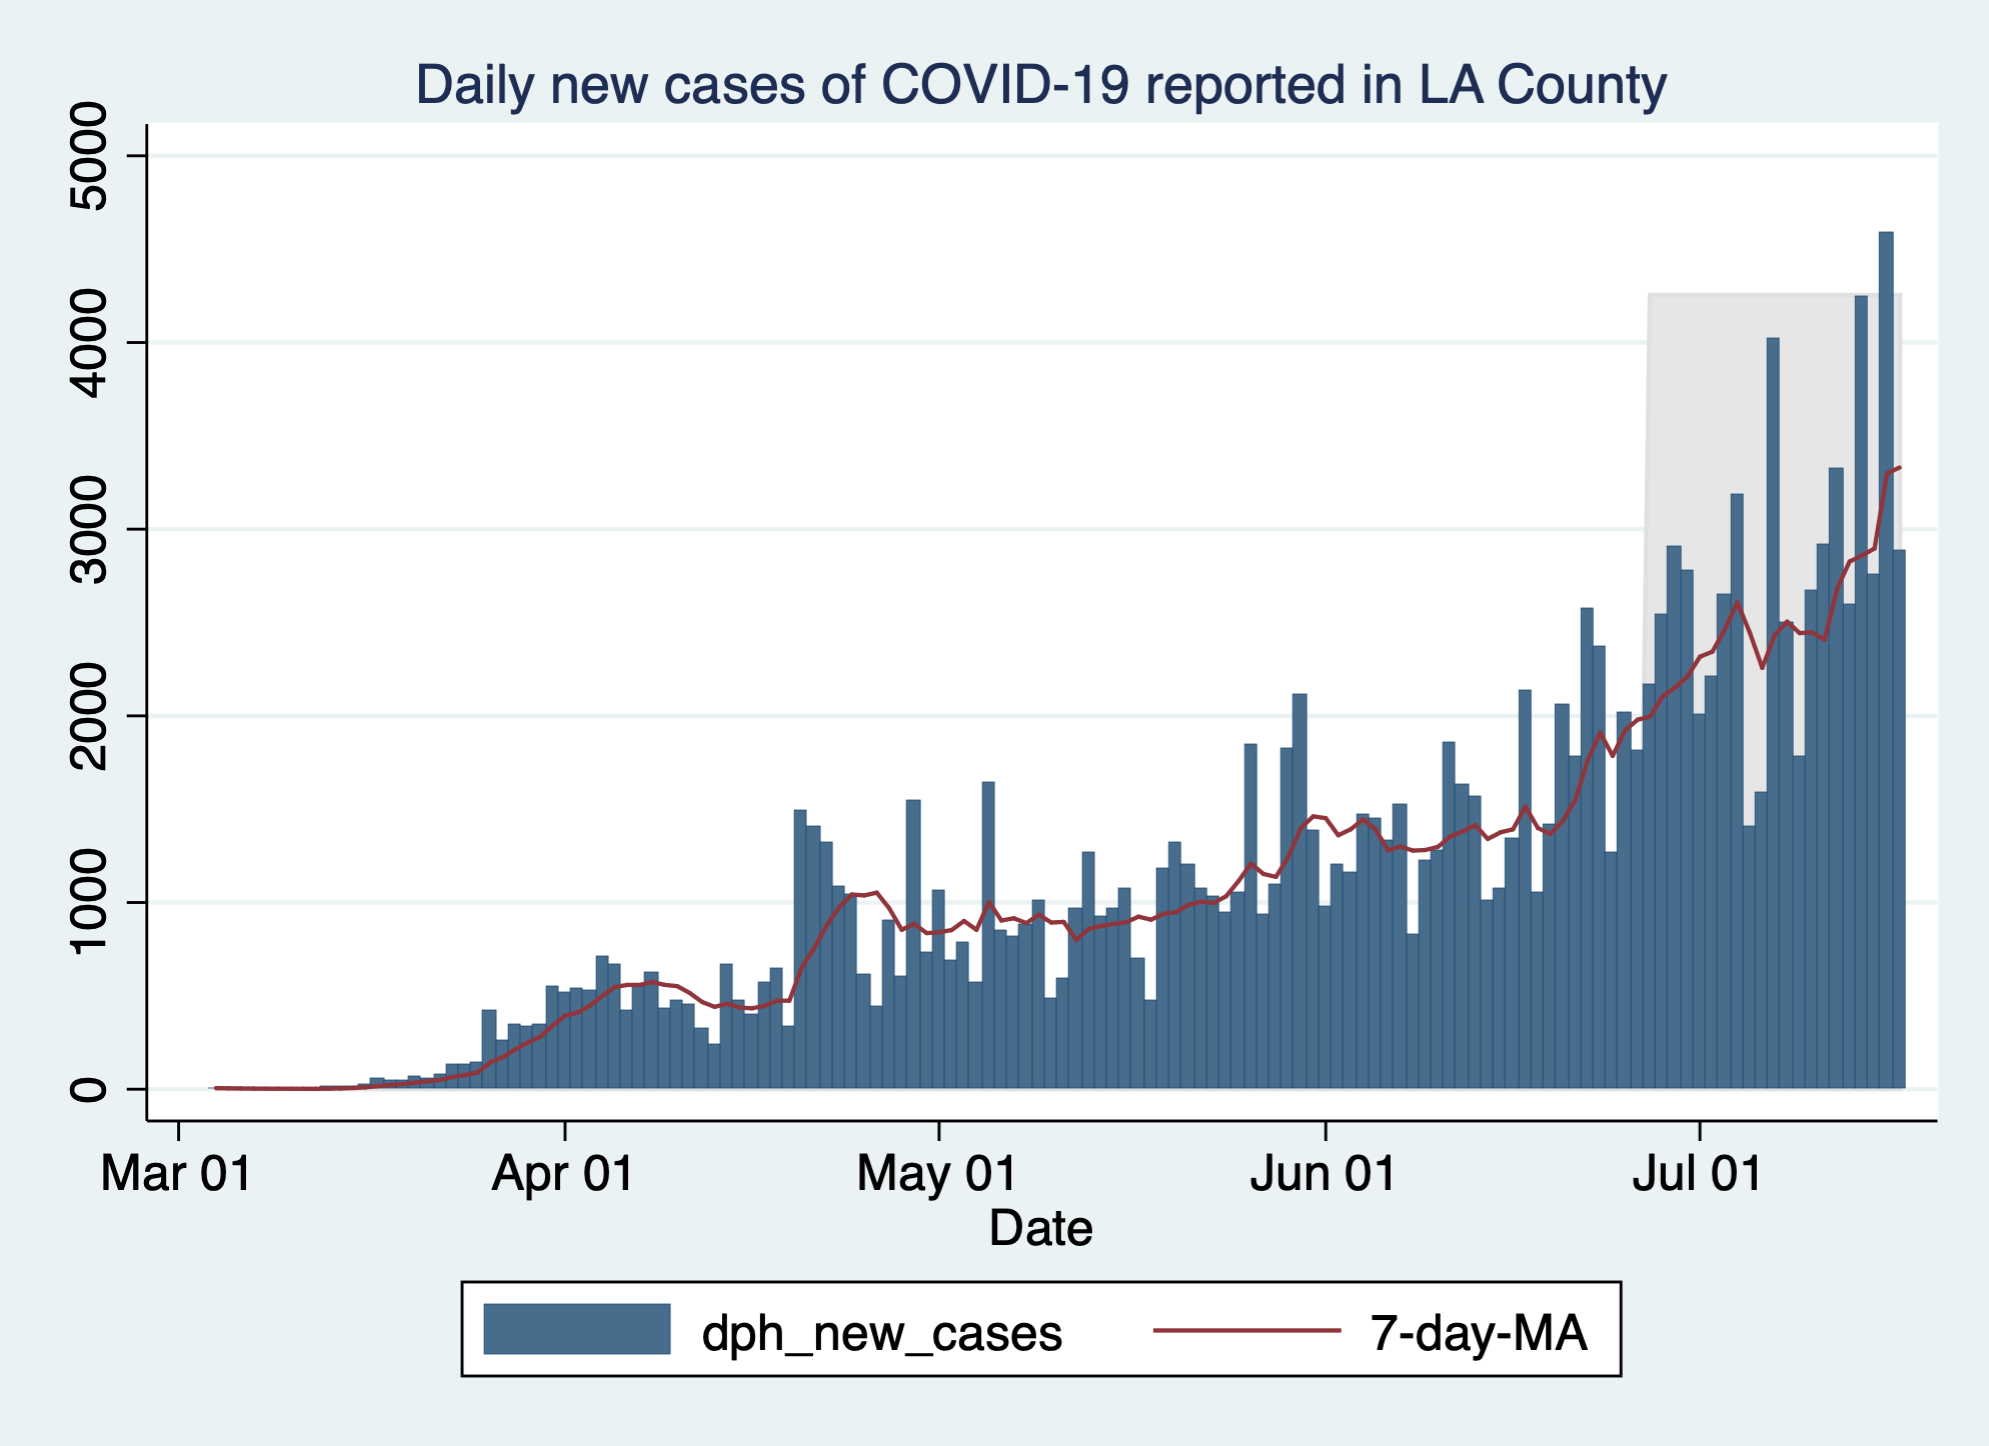 Daily new cases of COVID-19 reported in LA County
5000
4000
3000
2000
1000
0
Mar 01 Apr 01 May 01 Jun 01 Jul 01
Date
dph_new_cases 7-day-MA